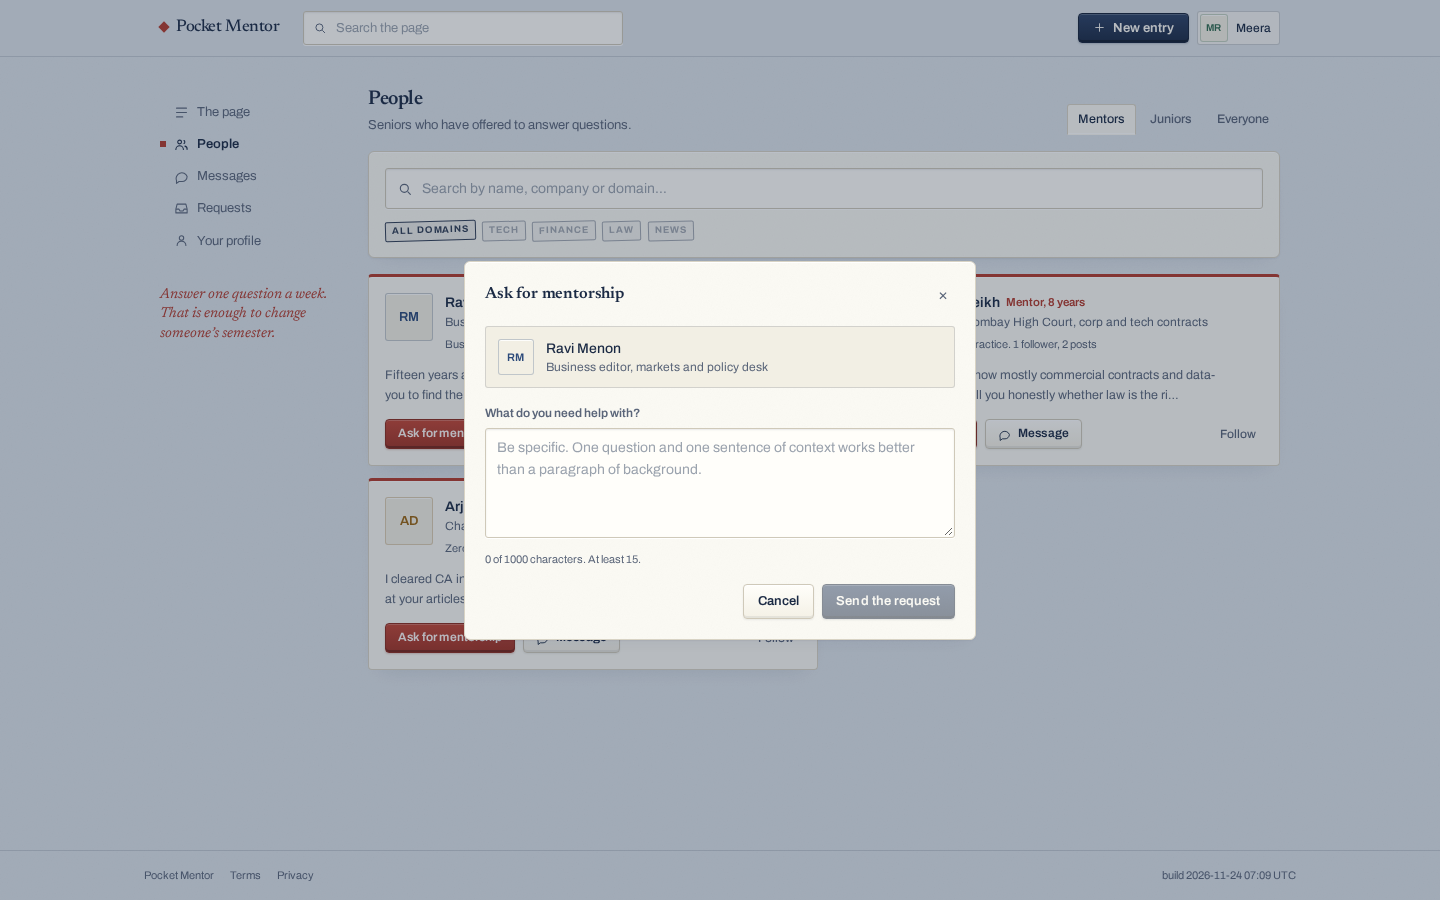 Pocket Mentor
Search the page
New entry
MR
Meera
The page
People
Messages
Requests
Your profile
Answer one question a week.
That is enough to change
someone's semester.
People
Seniors who have offered to answer questions.
Mentors
Juniors
Everyone
Search by name, company or domain...
ALL DOMAINS
TECH
FINANCE
LAW
NEWS
RM
Mentor, 8 years
Bombay High Court, corp and tech contracts
practice. 1 follower, 2 posts
Fifteen years
you to find the
now mostly commercial contracts and data-
you honestly whether law is the ri...
Ask for
Message
Follow
AD
I cleared CA
at your articles
Ask for mentorship
Message
Follow
Ask for mentorship
×
RM
Ravi Menon
Business editor, markets and policy desk
What do you need help with?
Be specific. One question and one sentence of context works better
than a paragraph of background.
0 of 1000 characters. At least 15.
Cancel
Send the request
Pocket Mentor
Terms
Privacy
build 2026-11-24 07:09 UTC